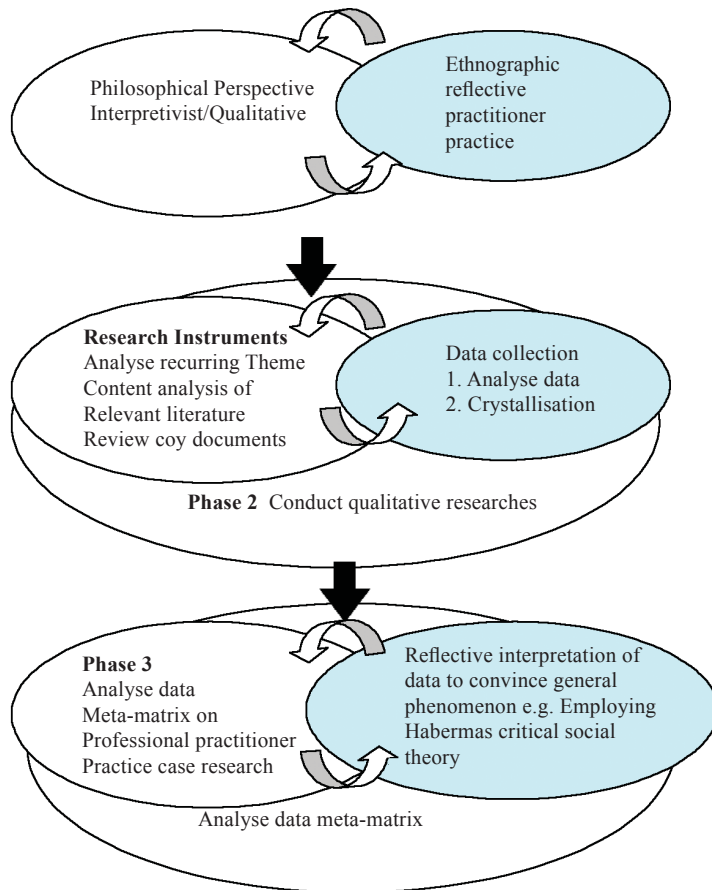 Philosophical Perspective
Interpretivist/Qualitative
Ethnographic
reflective
practitioner
practice
Research Instruments
Analyse recurring Theme
Content analysis of
Relevant literature
Review coy documents
Data collection
1. Analyse data
2. Crystallisation
Phase 2 Conduct qualitative researches
Phase 3
Analyse data
Meta-matrix on
Professional practitioner
Practice case research
Reflective interpretation of
data to convince general
phenomenon e.g. Employing
Habermas critical social
theory
Analyse data meta-matrix